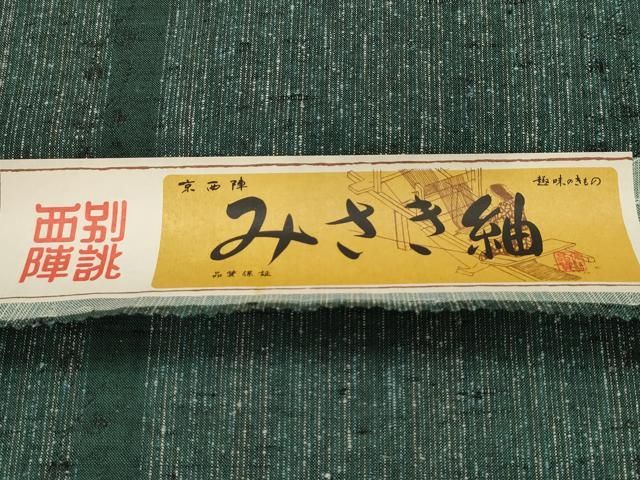 別誂
西陣
京西陣
趣味のきもの
みさき紬
品質保証